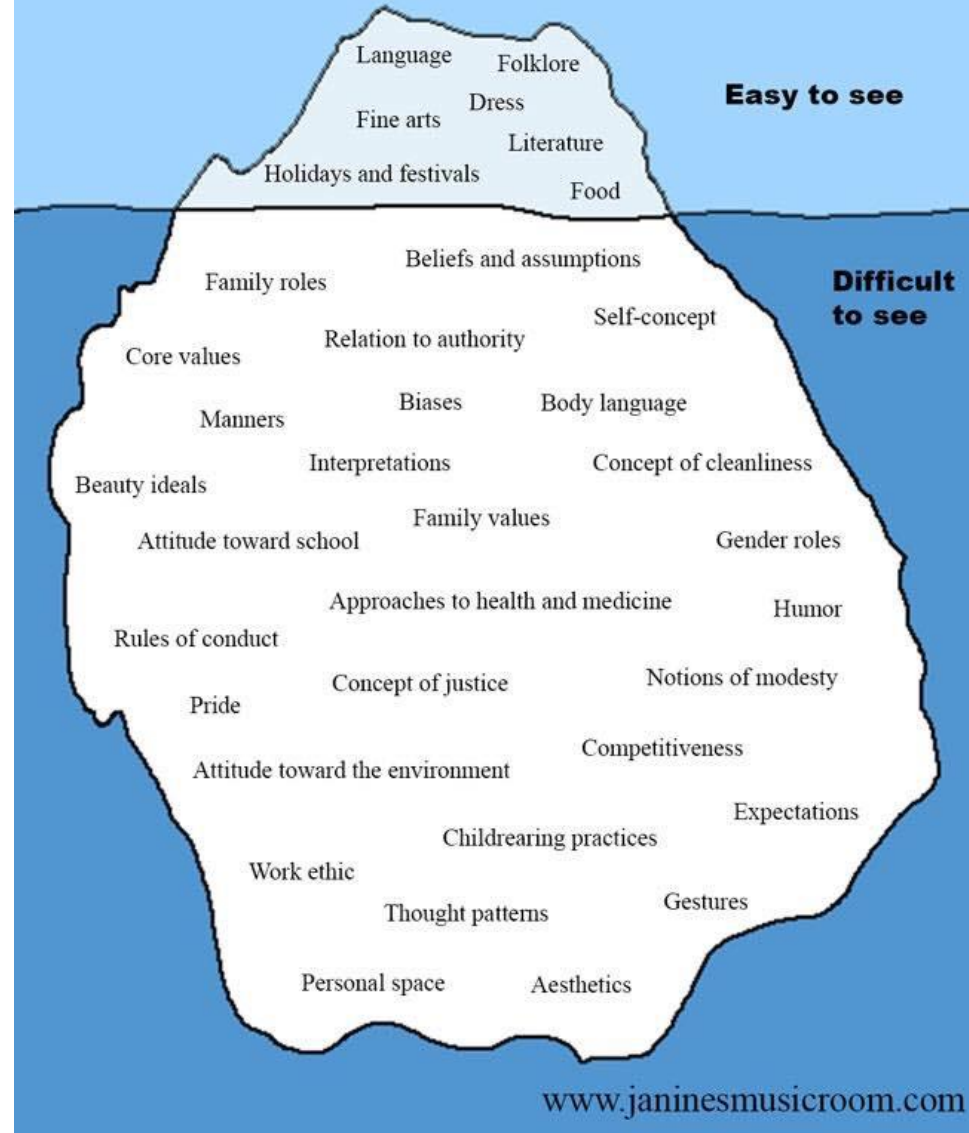 Language
Folklore
Dress
Fine arts
Literature
Holidays and festivals
Food
Easy to see
Beliefs and assumptions
Family roles
Difficult
to see
Self-concept
Relation to authority
Core values
Biases
Body language
Manners
Interpretations
Concept of cleanliness
Beauty ideals
Family values
Attitude toward school
Gender roles
Approaches to health and medicine
Humor
Rules of conduct
Concept of justice
Notions of modesty
Pride
Competitiveness
Attitude toward the environment
Expectations
Childrearing practices
Work ethic
Thought patterns
Gestures
Personal space
Aesthetics
www.janinesmusicroom.com